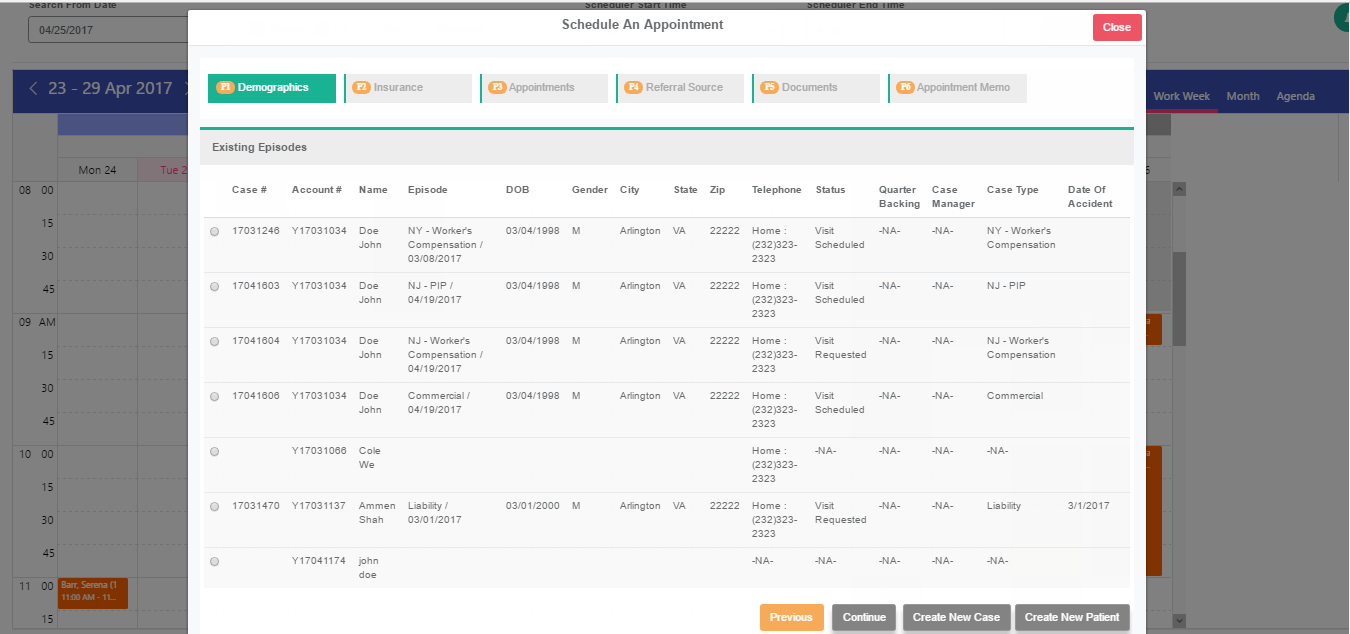 Search From Date
Scheduler Start Time
Scheduler End Time
04/25/2017
Schedule An Appointment
Close
23 - 29 Apr 2017
Work Week Month Agenda
F1 Demographics
F2 Insurance
F3 Appointments
F4 Referral Source
F5 Documents
F6 Appointment Memo
Existing Episodes
Mon 24
Tue 2
5
Case # Account # Name Episode DOB Gender City State Zip Telephone Status Quarter Case Case Type Date Of
Backing Manager Accident
17031246 Y17031034 Doe NY - Worker's 03/04/1998 M Arlington VA 22222 Home : Visit -NA- -NA- NY - Worker's
John Compensation / (232)323- Scheduled Compensation
03/08/2017 2323
17041603 Y17031034 Doe NJ - PIP / 03/04/1998 M Arlington VA 22222 Home : Visit -NA- -NA- NJ - PIP
John 04/19/2017 (232)323- Scheduled
2323
17041604 Y17031034 Doe NJ - Worker's 03/04/1998 M Arlington VA 22222 Home : Visit -NA- -NA- NJ - Worker's
John Compensation / (232)323- Requested Compensation
04/19/2017 2323
17041606 Y17031034 Doe Commercial / 03/04/1998 M Arlington VA 22222 Home : Visit -NA- -NA- Commercial
John 04/19/2017 (232)323- Scheduled
2323
Y17031066 Cole Home : -NA- -NA- -NA- -NA-
We (232)323-
2323
17031470 Y17031137 Ammen Liability / 03/01/2000 M Arlington VA 22222 Home : Visit -NA- -NA- Liability 3/1/2017
Shah 03/01/2017 (232)323- Requested
2323
Y17041174 john -NA- -NA- -NA- -NA- -NA-
doe
08 00
15
30
45
09 AM
15
30
45
10 00
15
30
45
11 00
15
Barr, Serena (1
11:00 AM - 11...
Previous
Continue
Create New Case
Create New Patient